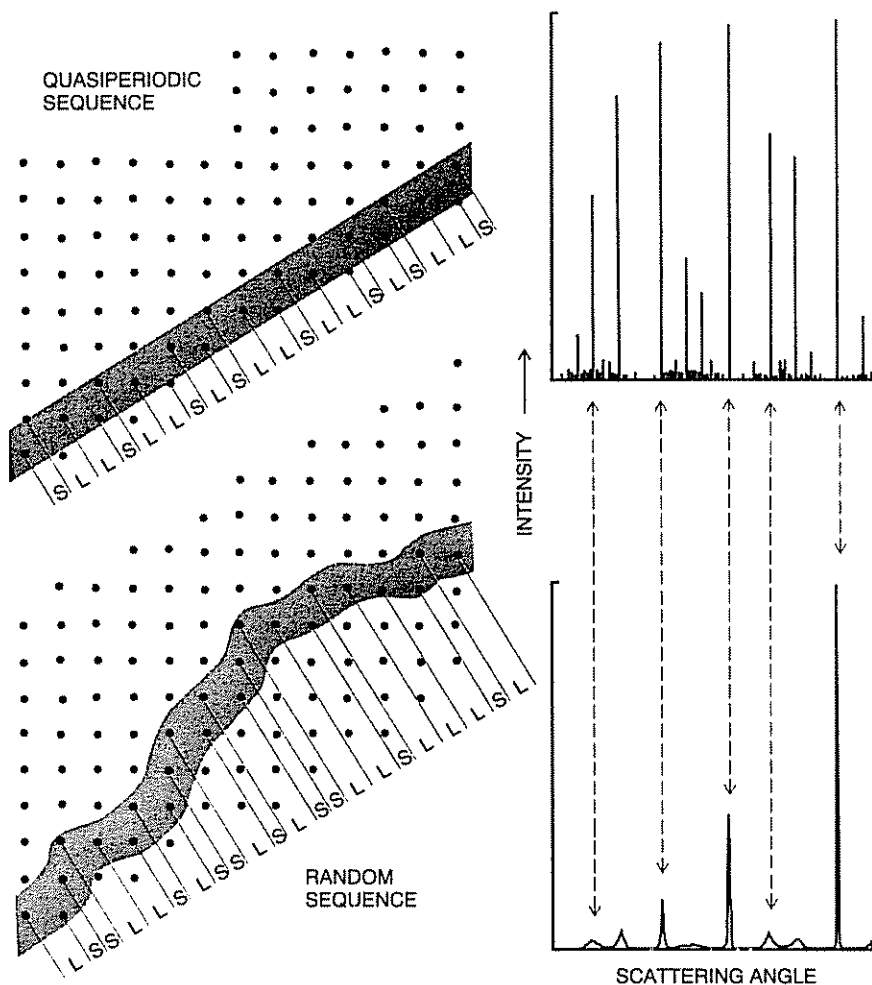 QUASIPERIODIC
SEQUENCE
S L L S L L S L S L L S L L S L S L L S
INTENSITY
L S S L L S L S S L S L S S L L S L L L S L
RANDOM
SEQUENCE
SCATTERING ANGLE